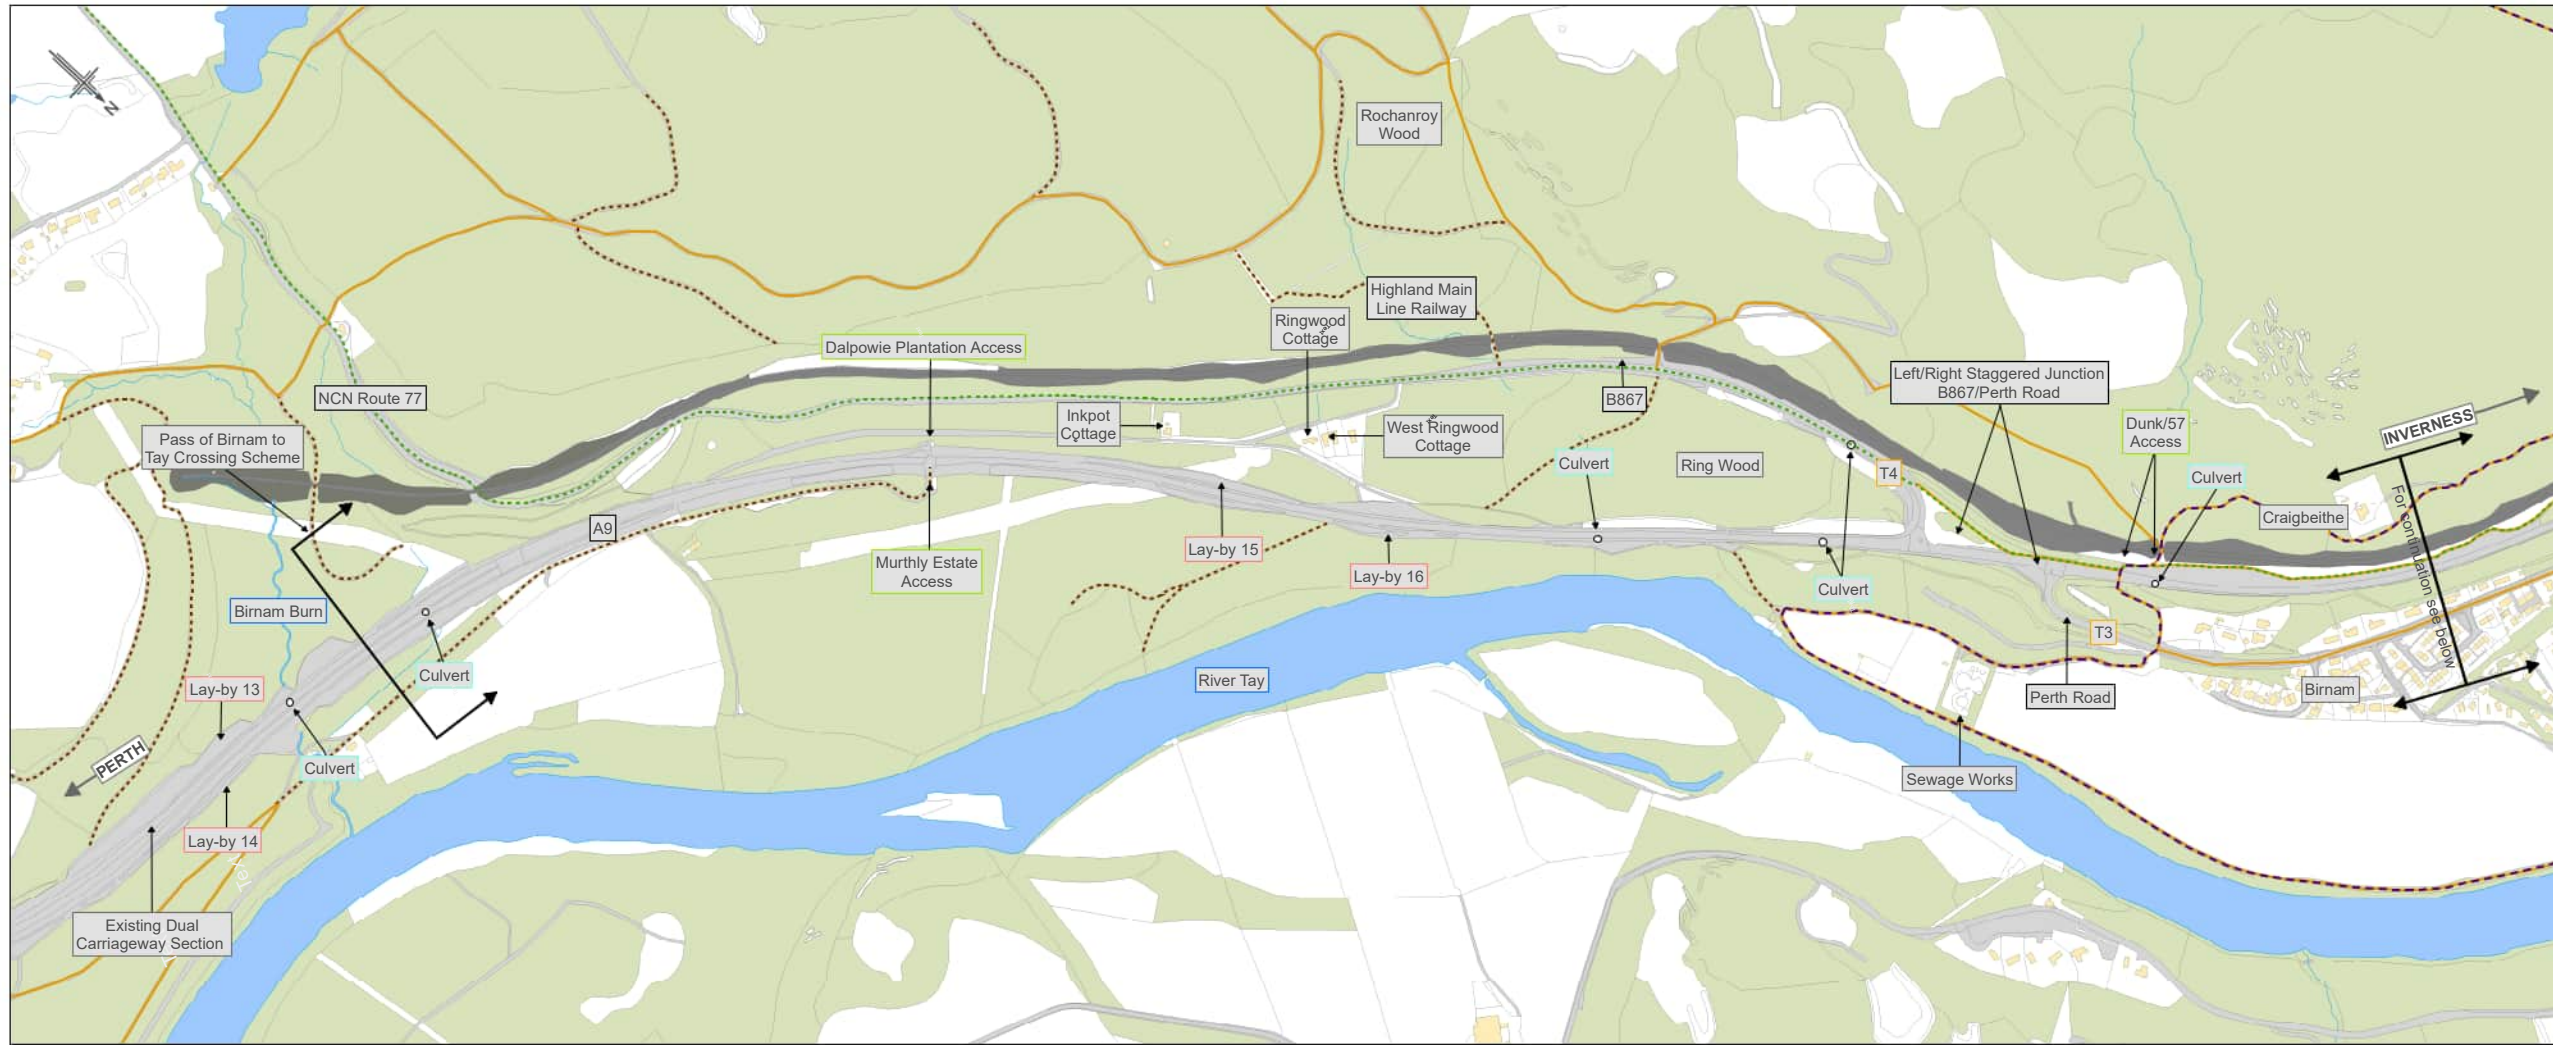 N
Rochanroy
Wood
Highland Main
Line Railway
Ringwood
Cottage
Dalpowie Plantation Access
Left/Right Staggered Junction
B867/Perth Road
NCN Route 77
B867
Inkpot
Cottage
West Ringwood
Cottage
Dunk/57
Access
INVERNESS
Pass of Birnam to
Tay Crossing Scheme
Culvert
Ring Wood
T4
Culvert
For continuation see below
Craigbeithe
A9
Lay-by 15
Murthly Estate
Access
Lay-by 16
Culvert
Birnam Burn
T3
Culvert
River Tay
Lay-by 13
Perth Road
Birnam
PERTH
Culvert
Sewage Works
Lay-by 14
Existing Dual
Carriageway Section